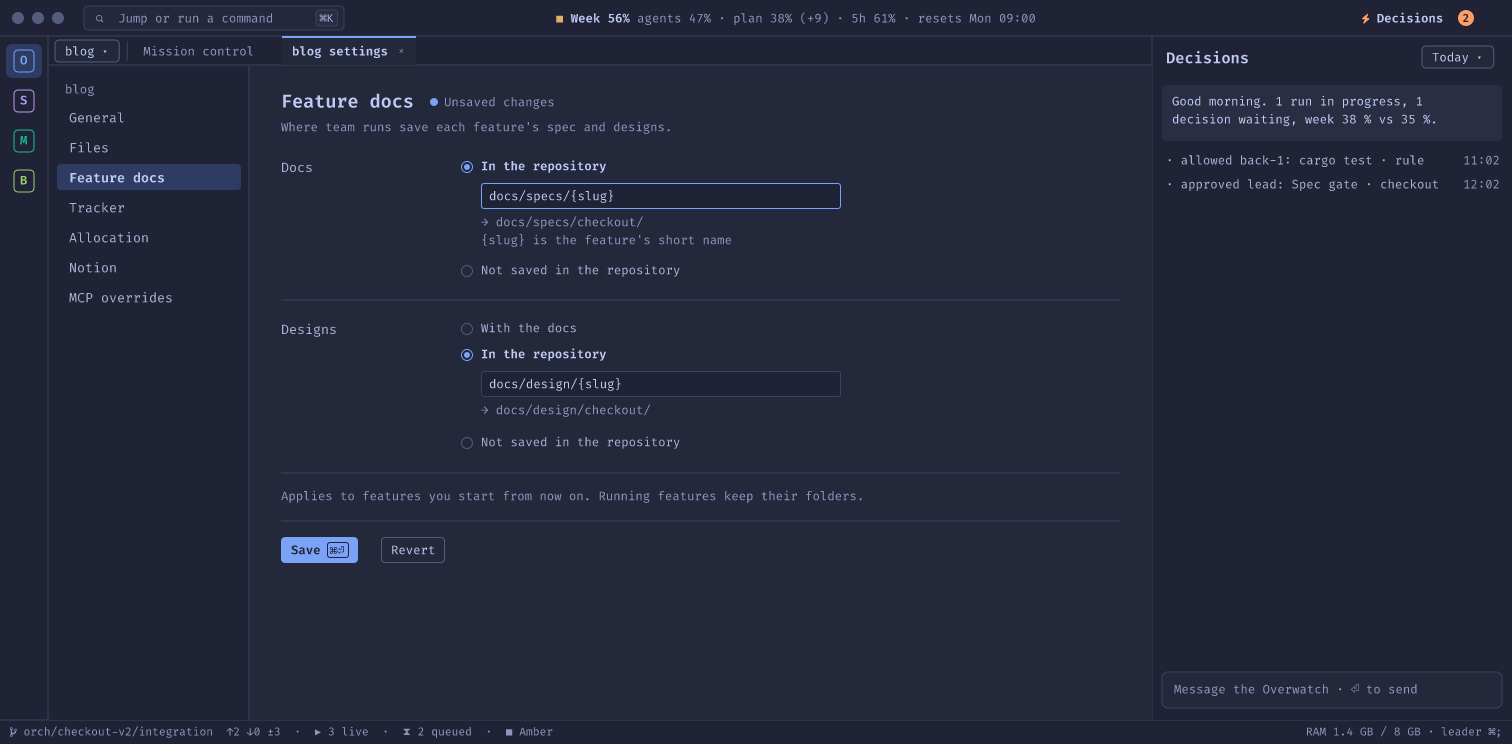 Jump or run a command ⌘K
Week 56% agents 47% · plan 38% (+9) · 5h 61% · resets Mon 09:00
Decisions 2
O
S
M
B
blog
Mission control
blog settings ×
blog
General
Files
Feature docs
Tracker
Allocation
Notion
MCP overrides
Feature docs ● Unsaved changes
Where team runs save each feature's spec and designs.
Docs
In the repository
docs/specs/{slug}
→ docs/specs/checkout/
{slug} is the feature's short name
Not saved in the repository
Designs
With the docs
In the repository
docs/design/{slug}
→ docs/design/checkout/
Not saved in the repository
Applies to features you start from now on. Running features keep their folders.
Save ⌘⏎
Revert
Decisions
Today
Good morning. 1 run in progress, 1
decision waiting, week 38 % vs 35 %.
· allowed back-1: cargo test · rule 11:02
· approved lead: Spec gate · checkout 12:02
Message the Overwatch · ⏎ to send
orch/checkout-v2/integration ↑2 ↓0 ±3 · ▶ 3 live · ⧗ 2 queued · ■ Amber
RAM 1.4 GB / 8 GB · leader ⌘;